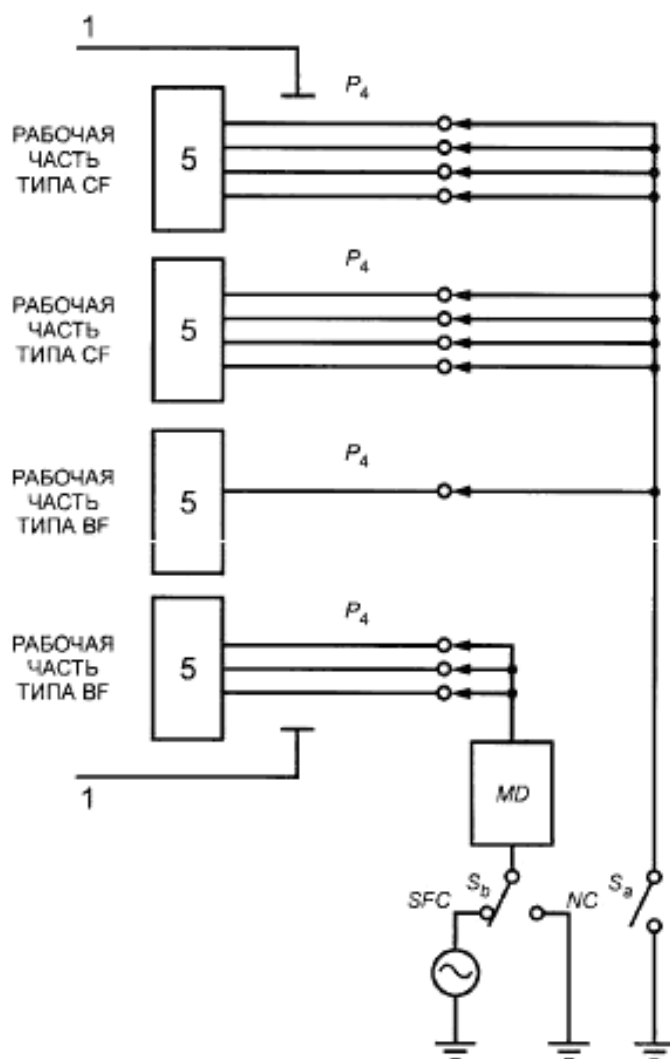 1
P4
РАБОЧАЯ
ЧАСТЬ
ТИПА CF
5
P4
РАБОЧАЯ
ЧАСТЬ
ТИПА CF
5
P4
РАБОЧАЯ
ЧАСТЬ
ТИПА BF
5
P4
РАБОЧАЯ
ЧАСТЬ
ТИПА BF
5
1
MD
SFC
Sb
NC
Sa